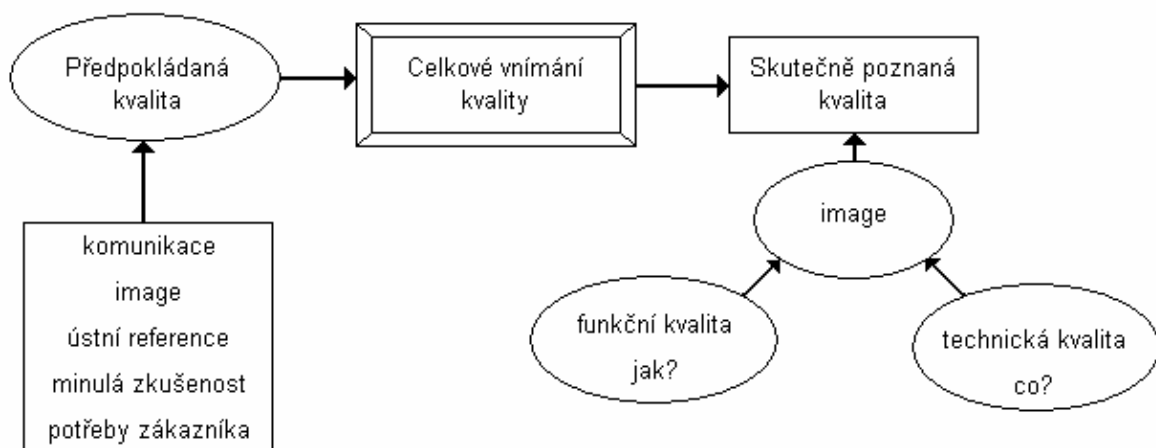 Předpokládaná
kvalita
Celkové vnímání
kvality
Skutečně poznaná
kvalita
komunikace
image
ústní reference
minulá zkušenost
potřeby zákazníka
image
funkční kvalita
jak?
technická kvalita
co?